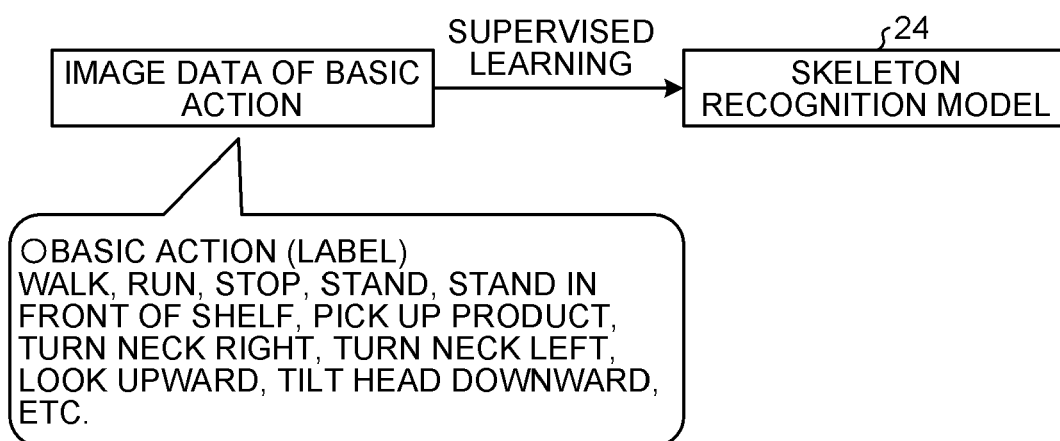 SUPERVISED
LEARNING
24
IMAGE DATA OF BASIC
ACTION
SKELETON
RECOGNITION MODEL
○BASIC ACTION (LABEL)
WALK, RUN, STOP, STAND, STAND IN
FRONT OF SHELF, PICK UP PRODUCT,
TURN NECK RIGHT, TURN NECK LEFT,
LOOK UPWARD, TILT HEAD DOWNWARD,
ETC.